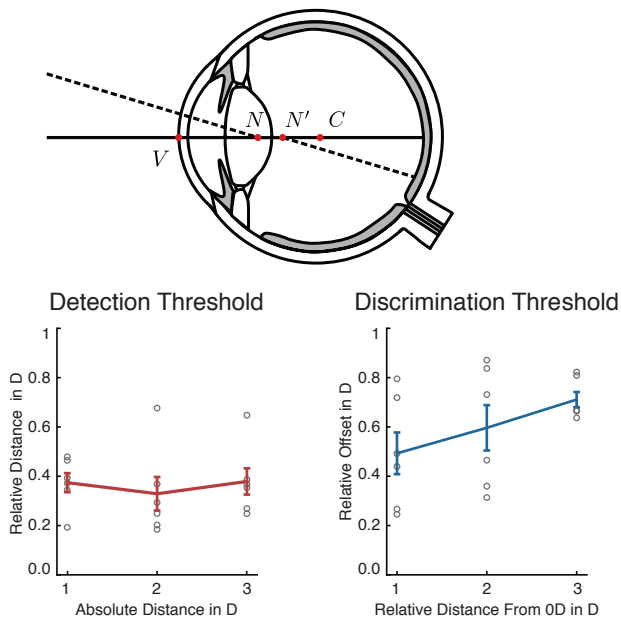 V N N′ C
Detection Threshold
Relative Distance in D
1
0.8
0.6
0.4
0.2
0.0
1 2 3
Absolute Distance in D
Discrimination Threshold
Relative Offset in D
1
0.8
0.6
0.4
0.2
0.0
1 2 3
Relative Distance From 0D in D